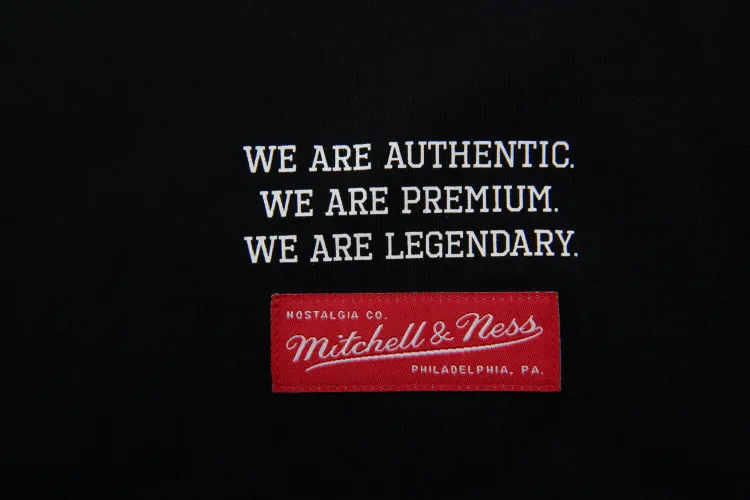 WE ARE AUTHENTIC.
WE ARE PREMIUM.
WE ARE LEGENDARY.
NOSTALGIA CO.
Mitchell & Ness
PHILADELPHIA, PA.